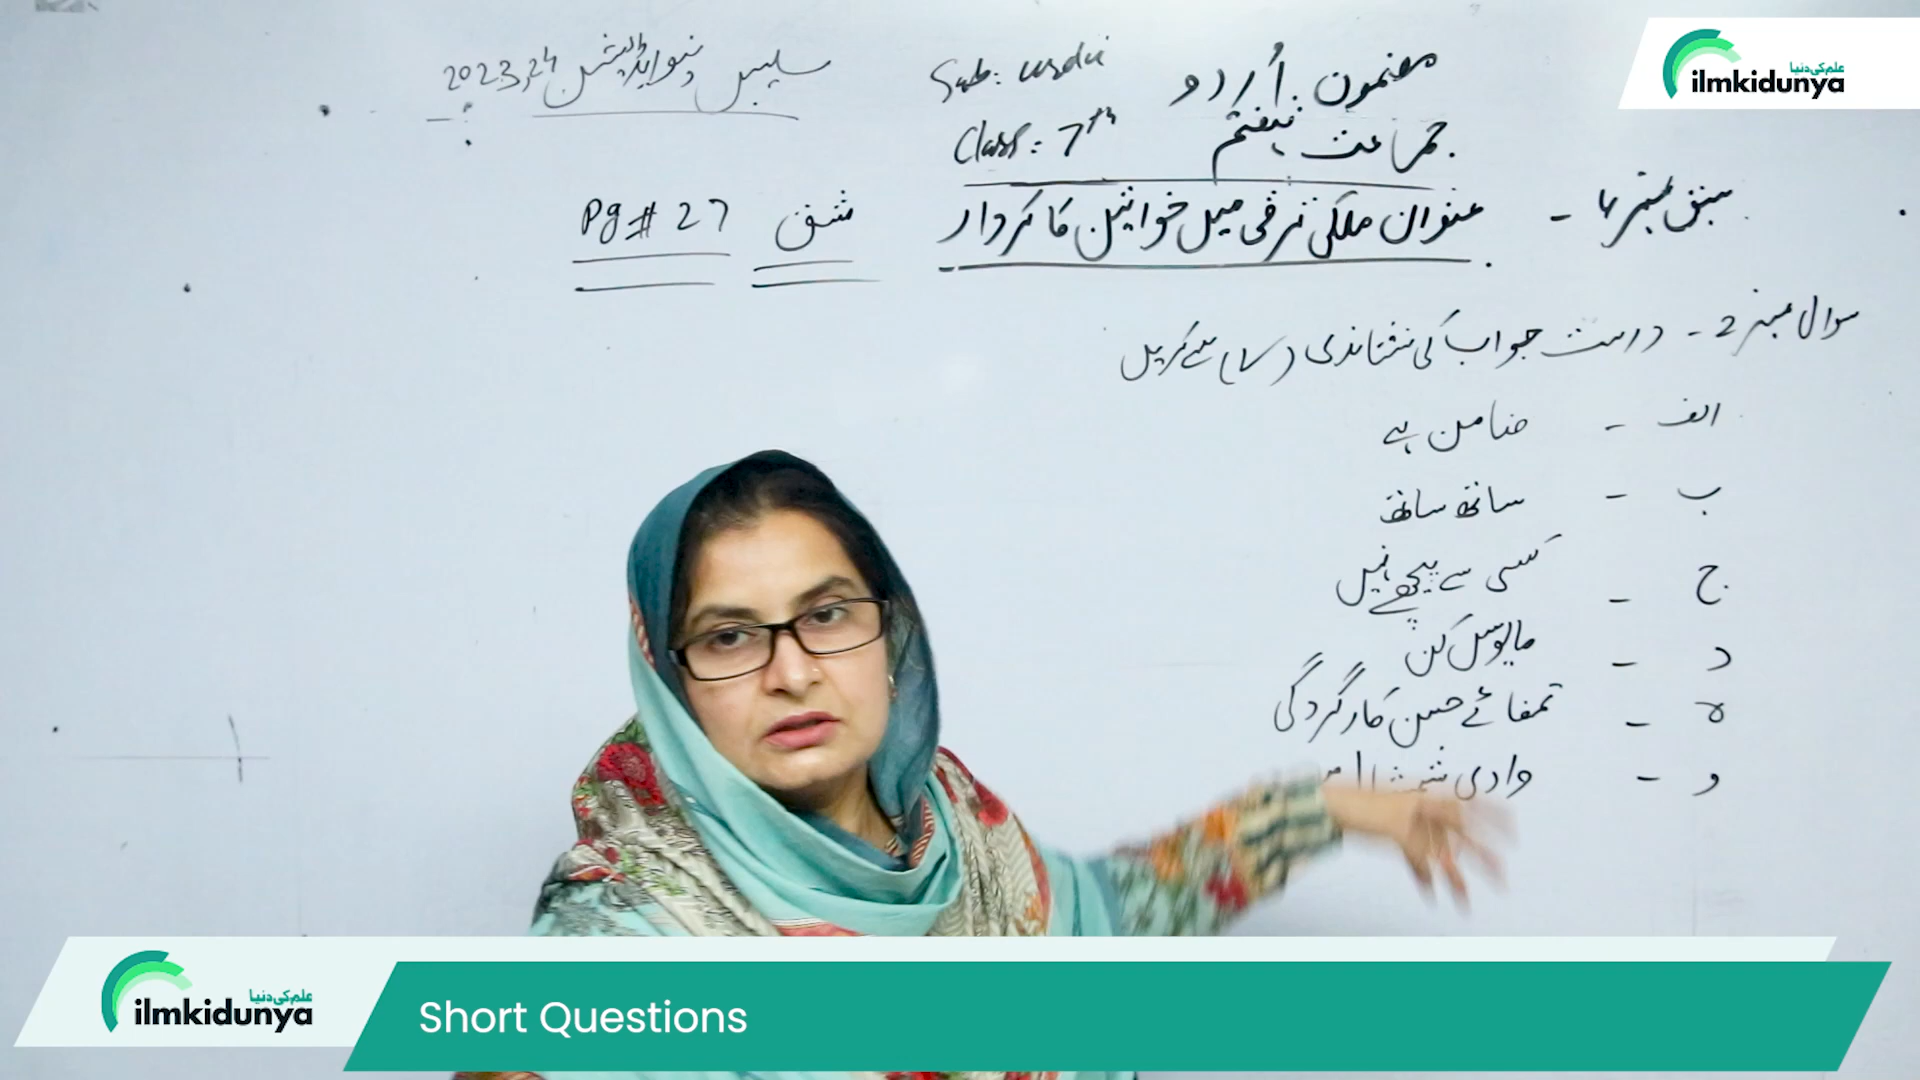 مضمون . اُردو Sub: urdu سلیبس نیو ایڈیشن 2023,24
جماعت ہفتم Class: 7th
سبق نمبر 4 - عنوان ملکی ترقی میں خواتین کا کردار مشق Pg # 27
سوال نمبر 2 - درست جواب کی نشاندہی (✓) سے کریں
الف - ضامن ہے
ب - ساتھ ساتھ
ج - کسی سے پیچھے نہیں
د - مایوس کن
ہ - تمغائے حسن کارکردگی
و - وادی
علم کی دنیا
ilmkidunya
علم کی دنیا
ilmkidunya
Short Questions